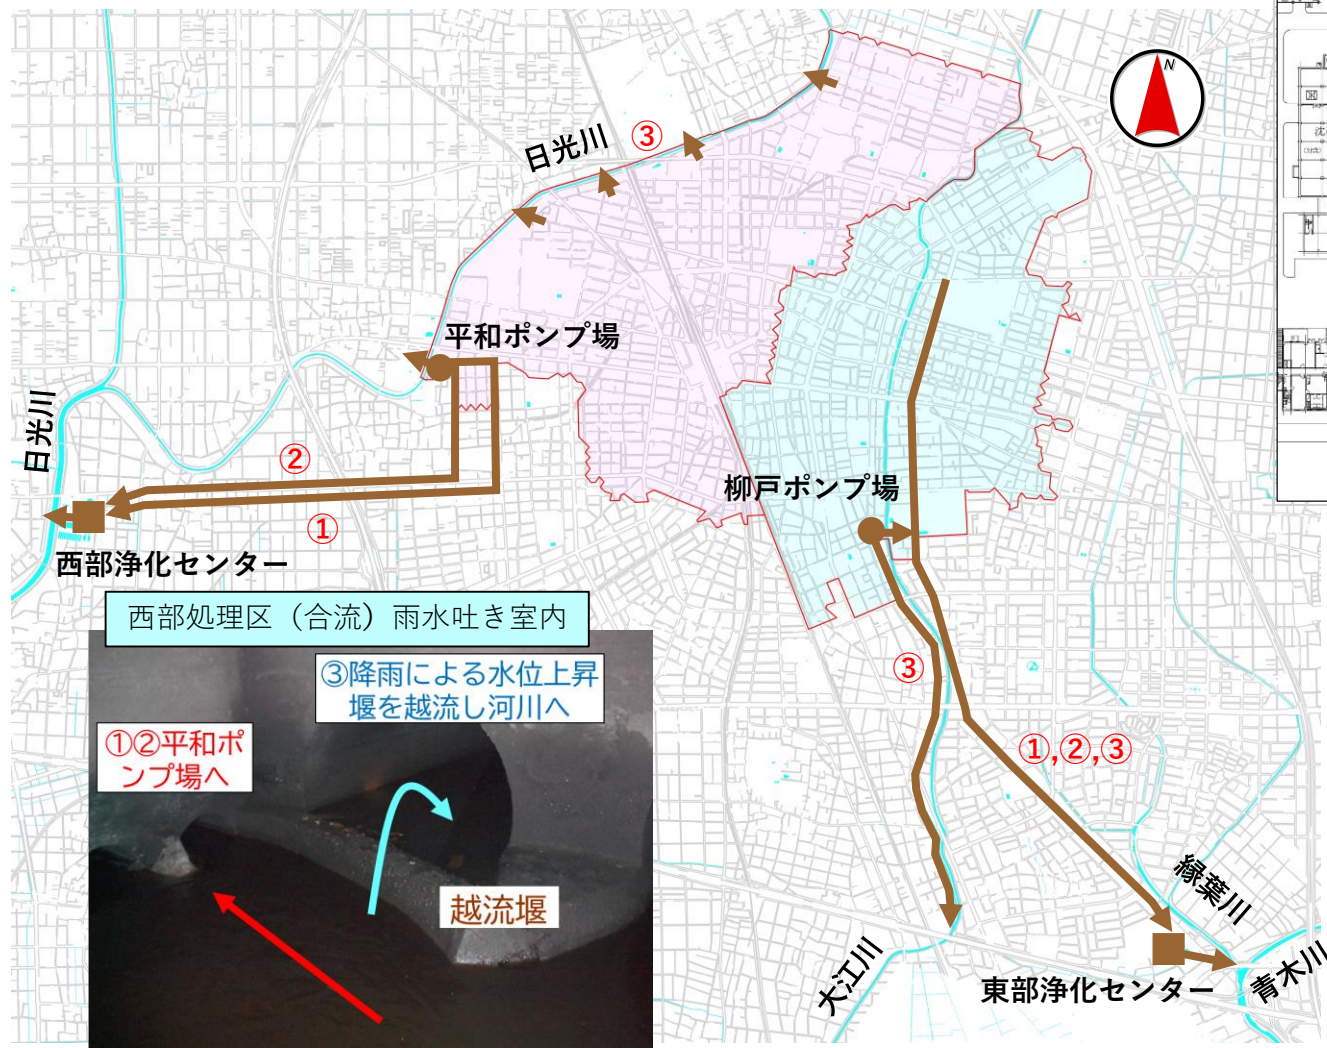 N
日光川
③
平和ポンプ場
日光川
②
①
西部浄化センター
柳戸ポンプ場
③
①,②,③
縁葉川
青木川
大江川
東部浄化センター
西部処理区（合流）雨水吐き室内
③降雨による水位上昇
堰を越流し河川へ
①②平和ポ
ンプ場へ
越流堰